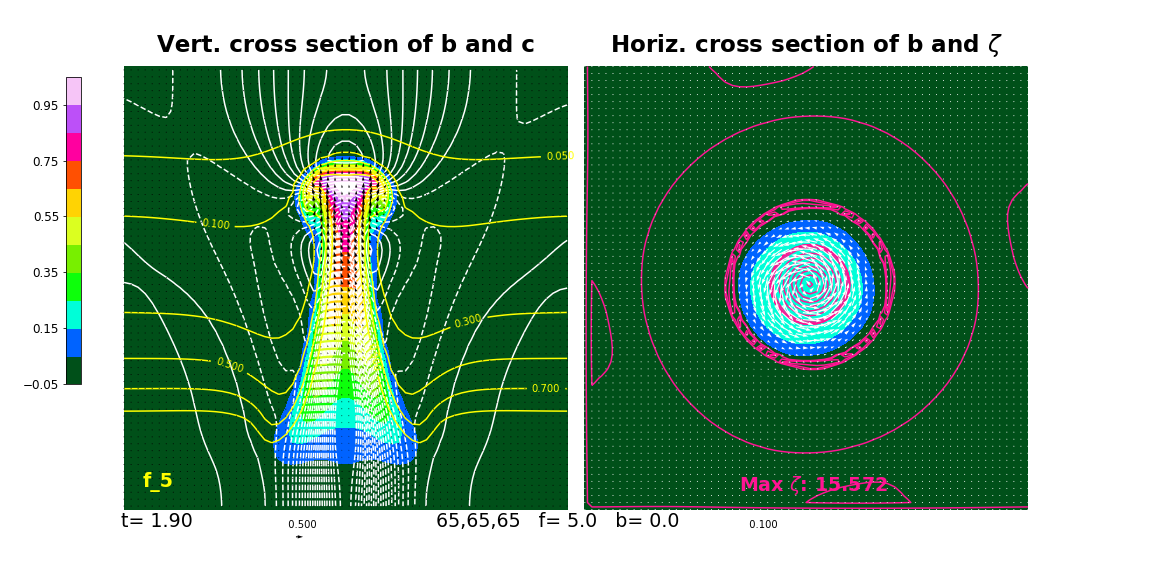 Vert. cross section of b and c
Horiz. cross section of b and ζ
0.95
0.75
0.55
0.35
0.15
−0.05
0.100
0.300
0.500
0.700
f_5
Max ζ: 15.572
t= 1.90
65,65,65 f= 5.0 b= 0.0
0.500
0.100